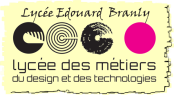 Lycée Edouard Branly
lycée des métiers
du design et des technologies